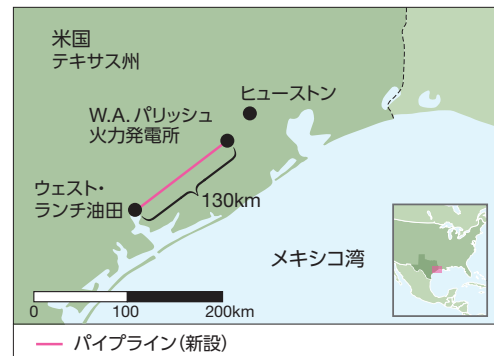 米国
テキサス州
ヒューストン
W.A.パリッシュ
火力発電所
ウェスト・
ランチ油田
130km
メキシコ湾
0 100 200km
パイプライン(新設)